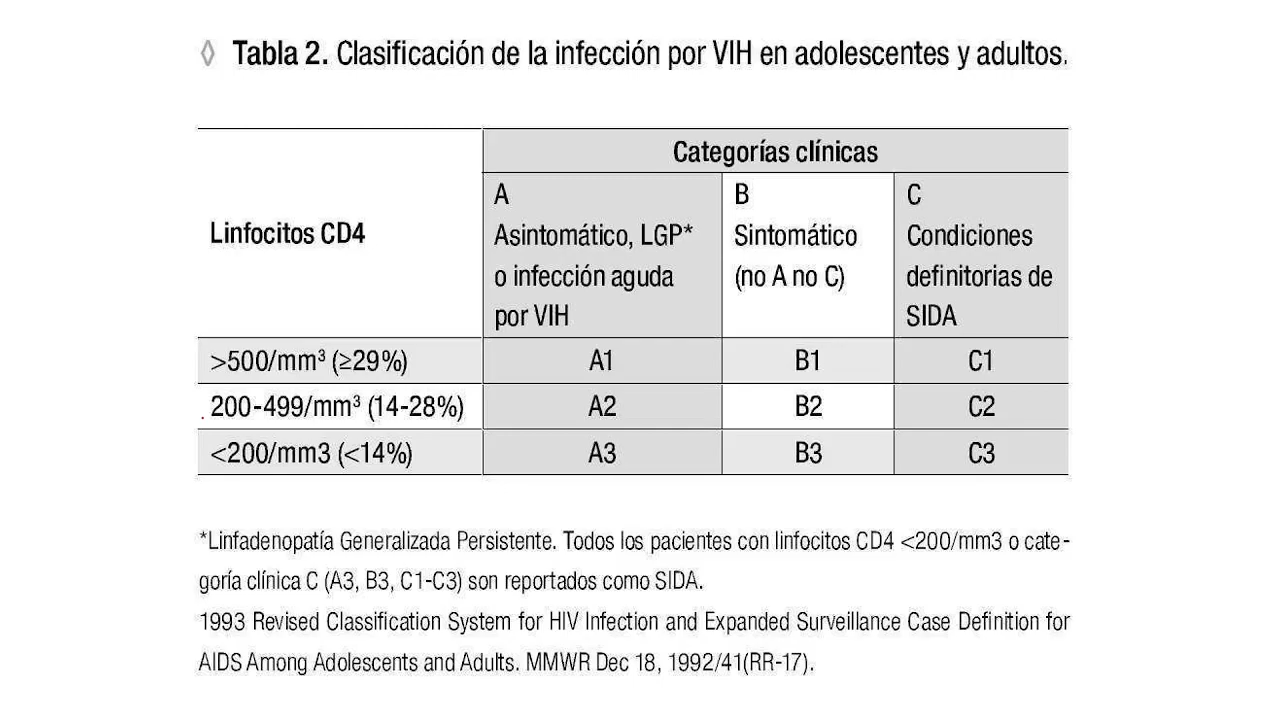 ◊ Tabla 2. Clasificación de la infección por VIH en adolescentes y adultos.
Categorías clínicas
Linfocitos CD4
A
Asintomático, LGP*
o infección aguda
por VIH
B
Sintomático
(no A no C)
C
Condiciones
definitorias de
SIDA
>500/mm³ (≥29%) A1 B1 C1
200-499/mm³ (14-28%) A2 B2 C2
<200/mm3 (<14%) A3 B3 C3
*Linfadenopatía Generalizada Persistente. Todos los pacientes con linfocitos CD4 <200/mm3 o cate-
goría clínica C (A3, B3, C1-C3) son reportados como SIDA.
1993 Revised Classification System for HIV Infection and Expanded Surveillance Case Definition for
AIDS Among Adolescents and Adults. MMWR Dec 18, 1992/41(RR-17).